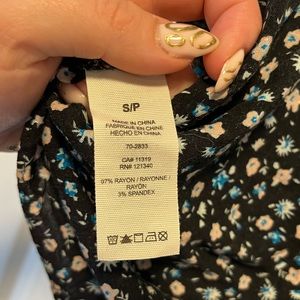 S/P
MADE IN CHINA
FABRIQUE EN CHINE
HECHO EN CHINA
70-2833
CA# 11319
RN# 121340
97% RAYON / RAYONNE /
RAYON
3% SPANDEX